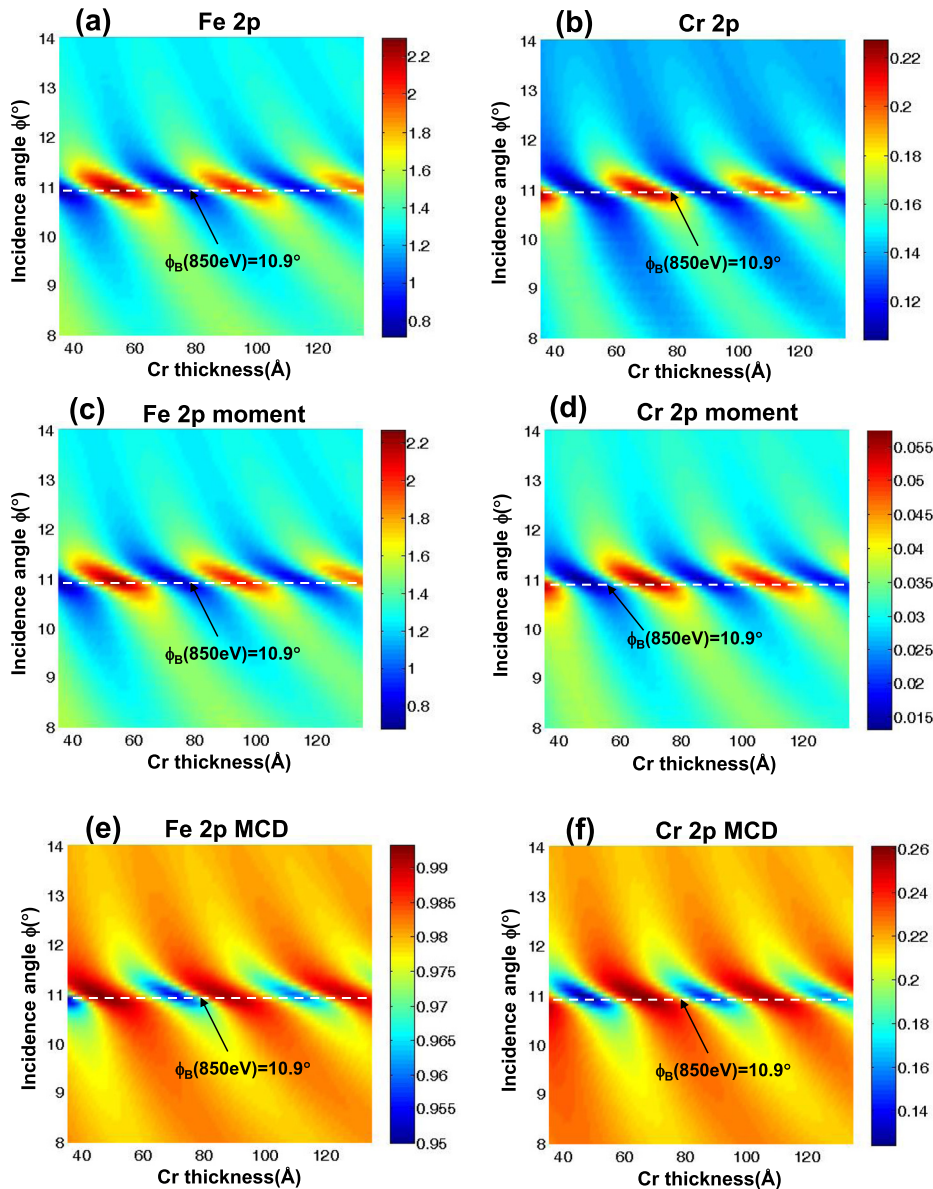 (a) Fe 2p
14
13
12
11
10
9
8
40 60 80 100 120
Incidence angle ϕ(°)
Cr thickness(Å)
ϕB(850eV)=10.9°
2.2
2
1.8
1.6
1.4
1.2
1
0.8
(b) Cr 2p
14
13
12
11
10
9
8
40 60 80 100 120
Incidence angle ϕ(°)
Cr thickness(Å)
ϕB(850eV)=10.9°
0.22
0.2
0.18
0.16
0.14
0.12
(c) Fe 2p moment
14
13
12
11
10
9
8
40 60 80 100 120
Incidence angle ϕ(°)
Cr thickness(Å)
ϕB(850eV)=10.9°
2.2
2
1.8
1.6
1.4
1.2
1
0.8
(d) Cr 2p moment
14
13
12
11
10
9
8
40 60 80 100 120
Incidence angle ϕ(°)
Cr thickness(Å)
ϕB(850eV)=10.9°
0.055
0.05
0.045
0.04
0.035
0.03
0.025
0.02
0.015
(e) Fe 2p MCD
14
13
12
11
10
9
8
40 60 80 100 120
Incidence angle ϕ(°)
Cr thickness(Å)
ϕB(850eV)=10.9°
0.99
0.985
0.98
0.975
0.97
0.965
0.96
0.955
0.95
(f) Cr 2p MCD
14
13
12
11
10
9
8
40 60 80 100 120
Incidence angle ϕ(°)
Cr thickness(Å)
ϕB(850eV)=10.9°
0.26
0.24
0.22
0.2
0.18
0.16
0.14